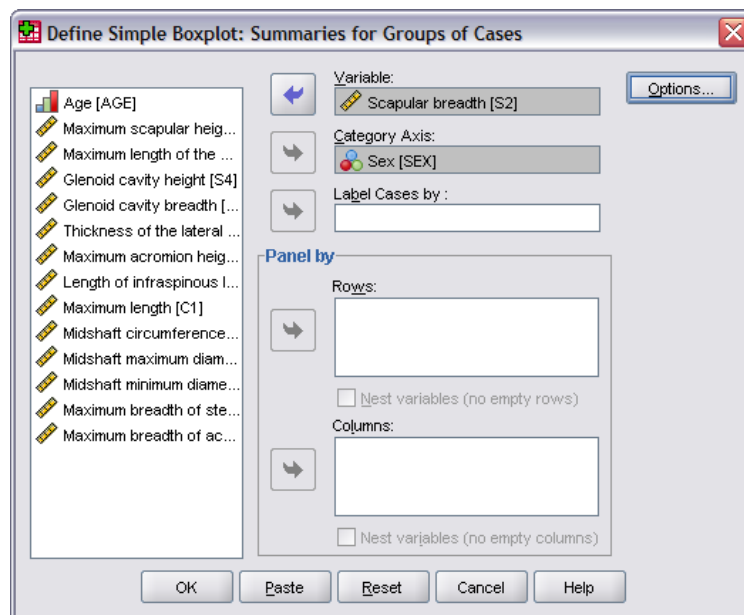 Define Simple Boxplot: Summaries for Groups of Cases
Age [AGE]
Maximum scapular heig...
Maximum length of the ...
Glenoid cavity height [S4]
Glenoid cavity breadth [...
Thickness of the lateral ...
Maximum acromion heig...
Length of infraspinous l...
Maximum length [C1]
Midshaft circumference...
Midshaft maximum diam...
Midshaft minimum diame...
Maximum breadth of ste...
Maximum breadth of ac...
Variable:
Scapular breadth [S2]
Category Axis:
Sex [SEX]
Label Cases by :
Panel by
Rows:
Nest variables (no empty rows)
Columns:
Nest variables (no empty columns)
Options...
OK
Paste
Reset
Cancel
Help